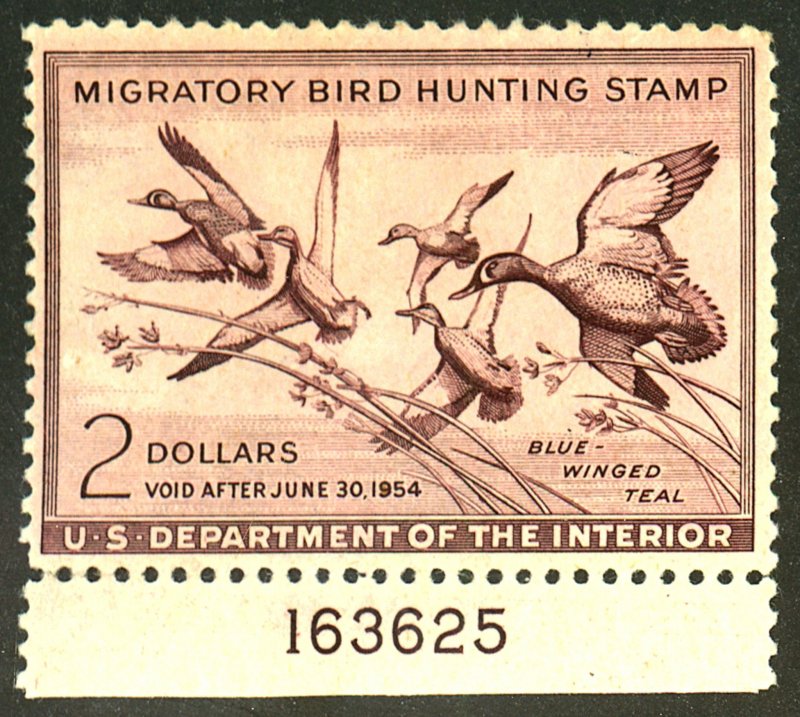 MIGRATORY BIRD HUNTING STAMP
2 DOLLARS
VOID AFTER JUNE 30, 1954
BLUE-
WINGED
TEAL
U·S·DEPARTMENT OF THE INTERIOR
163625